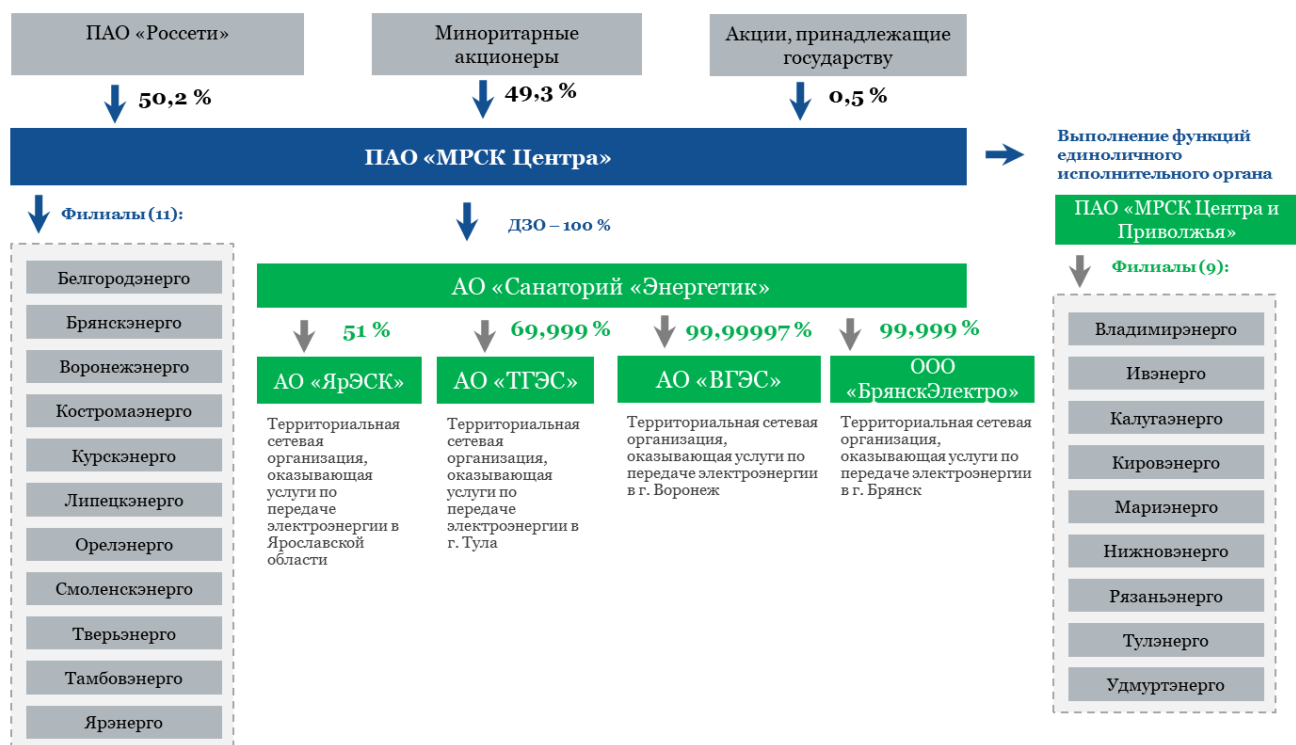 ПАО «Россети»
Миноритарные
акционеры
Акции, принадлежащие
государству
50,2 %
49,3 %
0,5 %
ПАО «МРСК Центра»
Выполнение функций
единоличного
исполнительного органа
ПАО «МРСК Центра и
Приволжья»
Филиалы (9):
Владимирэнерго
Ивэнерго
Калугаэнерго
Кировэнерго
Мариэнерго
Нижновэнерго
Рязаньэнерго
Тулэнерго
Удмуртэнерго
Филиалы (11):
Белгородэнерго
Брянскэнерго
Воронежэнерго
Костромаэнерго
Курскэнерго
Липецкэнерго
Орелэнерго
Смоленскэнерго
Тверьэнерго
Тамбовэнерго
Ярэнерго
ДЗО – 100 %
АО «Санаторий «Энергетик»
51 %
69,999 %
99,99997 %
99,999 %
АО «ЯрЭСК»
Территориальная
сетевая
организация,
оказывающая
услуги по
передаче
электроэнергии в
Ярославской
области
АО «ТГЭС»
Территориальная
сетевая
организация,
оказывающая
услуги по
передаче
электроэнергии в
г. Тула
АО «ВГЭС»
Территориальная сетевая
организация,
оказывающая услуги по
передаче электроэнергии
в г. Воронеж
ООО
«БрянскЭлектро»
Территориальная сетевая
организация,
оказывающая услуги по
передаче электроэнергии
в г. Брянск